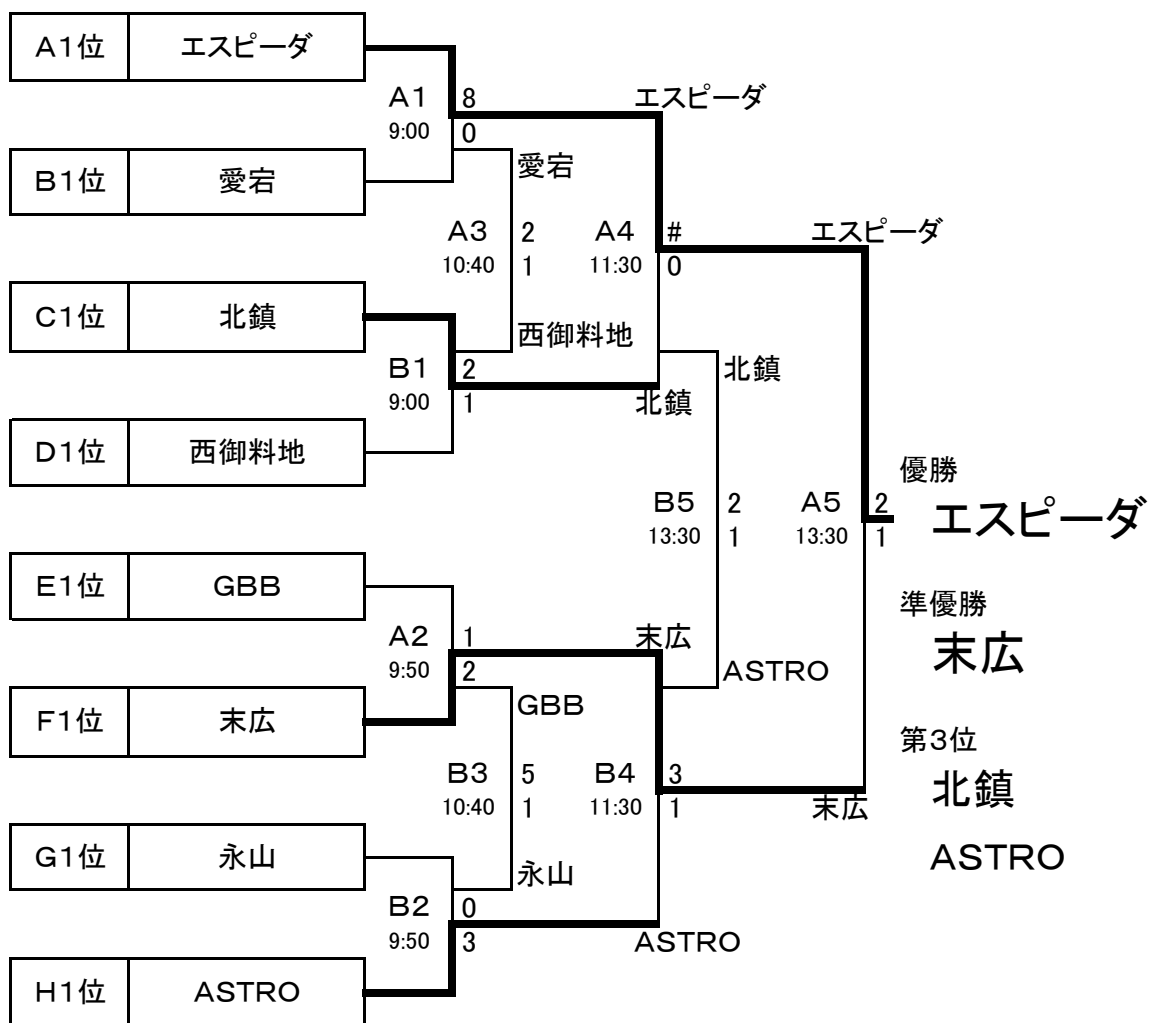 A1位 エスピーダ
A1 8 エスピーダ
9:00 0
愛宕
B1位 愛宕
A3 2 A4 # エスピーダ
10:40 1 11:30 0
C1位 北鎮
西御料地
B1 2 北鎮
9:00 1 北鎮
D1位 西御料地
優勝
B5 2 A5 2 エスピーダ
13:30 1 13:30 1
E1位 GBB
準優勝
A2 1 末広 末広
9:50 2 ASTRO
GBB
F1位 末広
第3位
B3 5 B4 3 北鎮
10:40 1 11:30 1 末広
G1位 永山 ASTRO
永山
B2 0
9:50 3 ASTRO
H1位 ASTRO